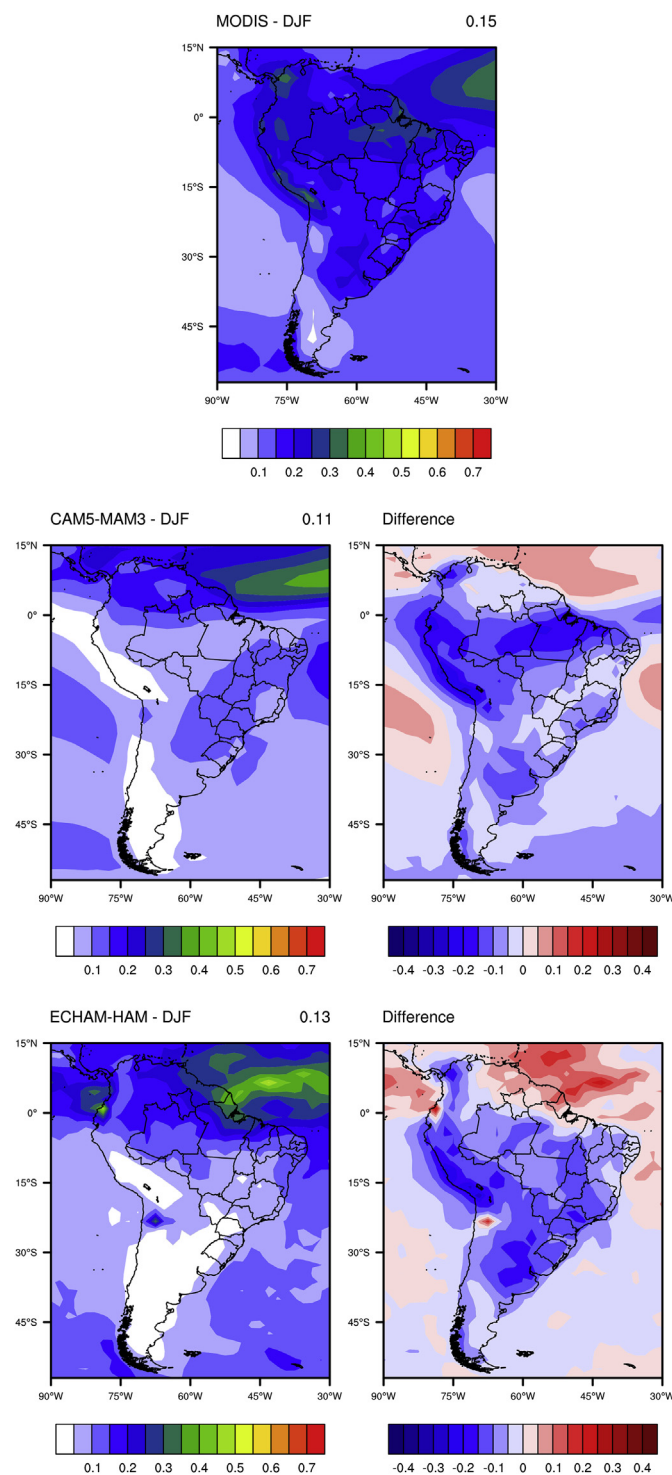 MODIS - DJF 0.15
15°N
0°
15°S
30°S
45°S
90°W 75°W 60°W 45°W 30°W
0.1 0.2 0.3 0.4 0.5 0.6 0.7
CAM5-MAM3 - DJF 0.11 Difference
15°N 15°N
0° 0°
15°S 15°S
30°S 30°S
45°S 45°S
90°W 75°W 60°W 45°W 30°W 90°W 75°W 60°W 45°W 30°W
0.1 0.2 0.3 0.4 0.5 0.6 0.7 -0.4 -0.3 -0.2 -0.1 0 0.1 0.2 0.3 0.4
ECHAM-HAM - DJF 0.13 Difference
15°N 15°N
0° 0°
15°S 15°S
30°S 30°S
45°S 45°S
90°W 75°W 60°W 45°W 30°W 90°W 75°W 60°W 45°W 30°W
0.1 0.2 0.3 0.4 0.5 0.6 0.7 -0.4 -0.3 -0.2 -0.1 0 0.1 0.2 0.3 0.4